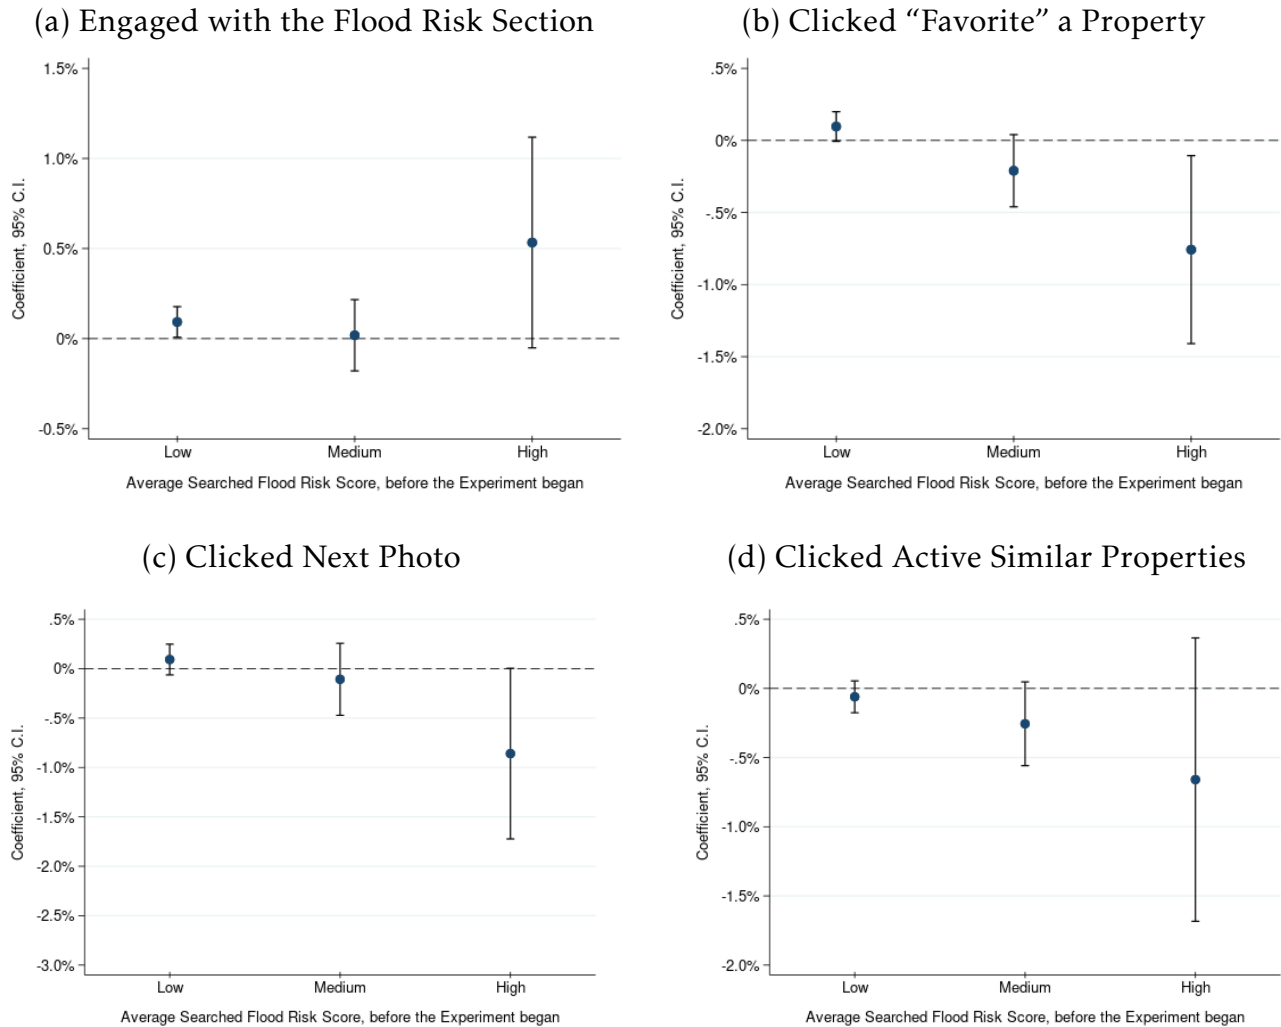 (a) Engaged with the Flood Risk Section
1.5%
1.0%
0.5%
0%
-0.5%
Coefficient, 95% C.I.
Low Medium High
Average Searched Flood Risk Score, before the Experiment began
(b) Clicked “Favorite” a Property
.5%
0%
-.5%
-1.0%
-1.5%
-2.0%
Coefficient, 95% C.I.
Low Medium High
Average Searched Flood Risk Score, before the Experiment began
(c) Clicked Next Photo
.5%
0%
-.5%
-1.0%
-1.5%
-2.0%
-2.5%
-3.0%
Coefficient, 95% C.I.
Low Medium High
Average Searched Flood Risk Score, before the Experiment began
(d) Clicked Active Similar Properties
.5%
0%
-.5%
-1.0%
-1.5%
-2.0%
Coefficient, 95% C.I.
Low Medium High
Average Searched Flood Risk Score, before the Experiment began